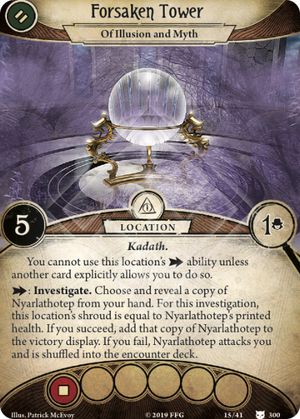 Forsaken Tower
Of Illusion and Myth
5
LOCATION
1
Kadath.
You cannot use this location's ability unless
another card explicitly allows you to do so.
: Investigate. Choose and reveal a copy of
Nyarlathotep from your hand. For this investigation,
this location's shroud is equal to Nyarlathotep's printed
health. If you succeed, add that copy of Nyarlathotep
to the victory display. If you fail, Nyarlathotep attacks you
and is shuffled into the encounter deck.
Illus. Patrick McEvoy
© 2019 FFG
15/41
300